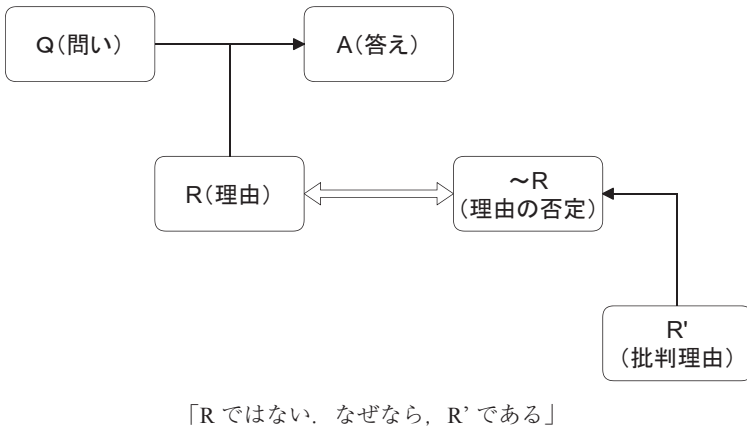 Q(問い)
A(答え)
R(理由)
~R
(理由の否定)
R'
(批判理由)
「R ではない．なぜなら，R’ である」